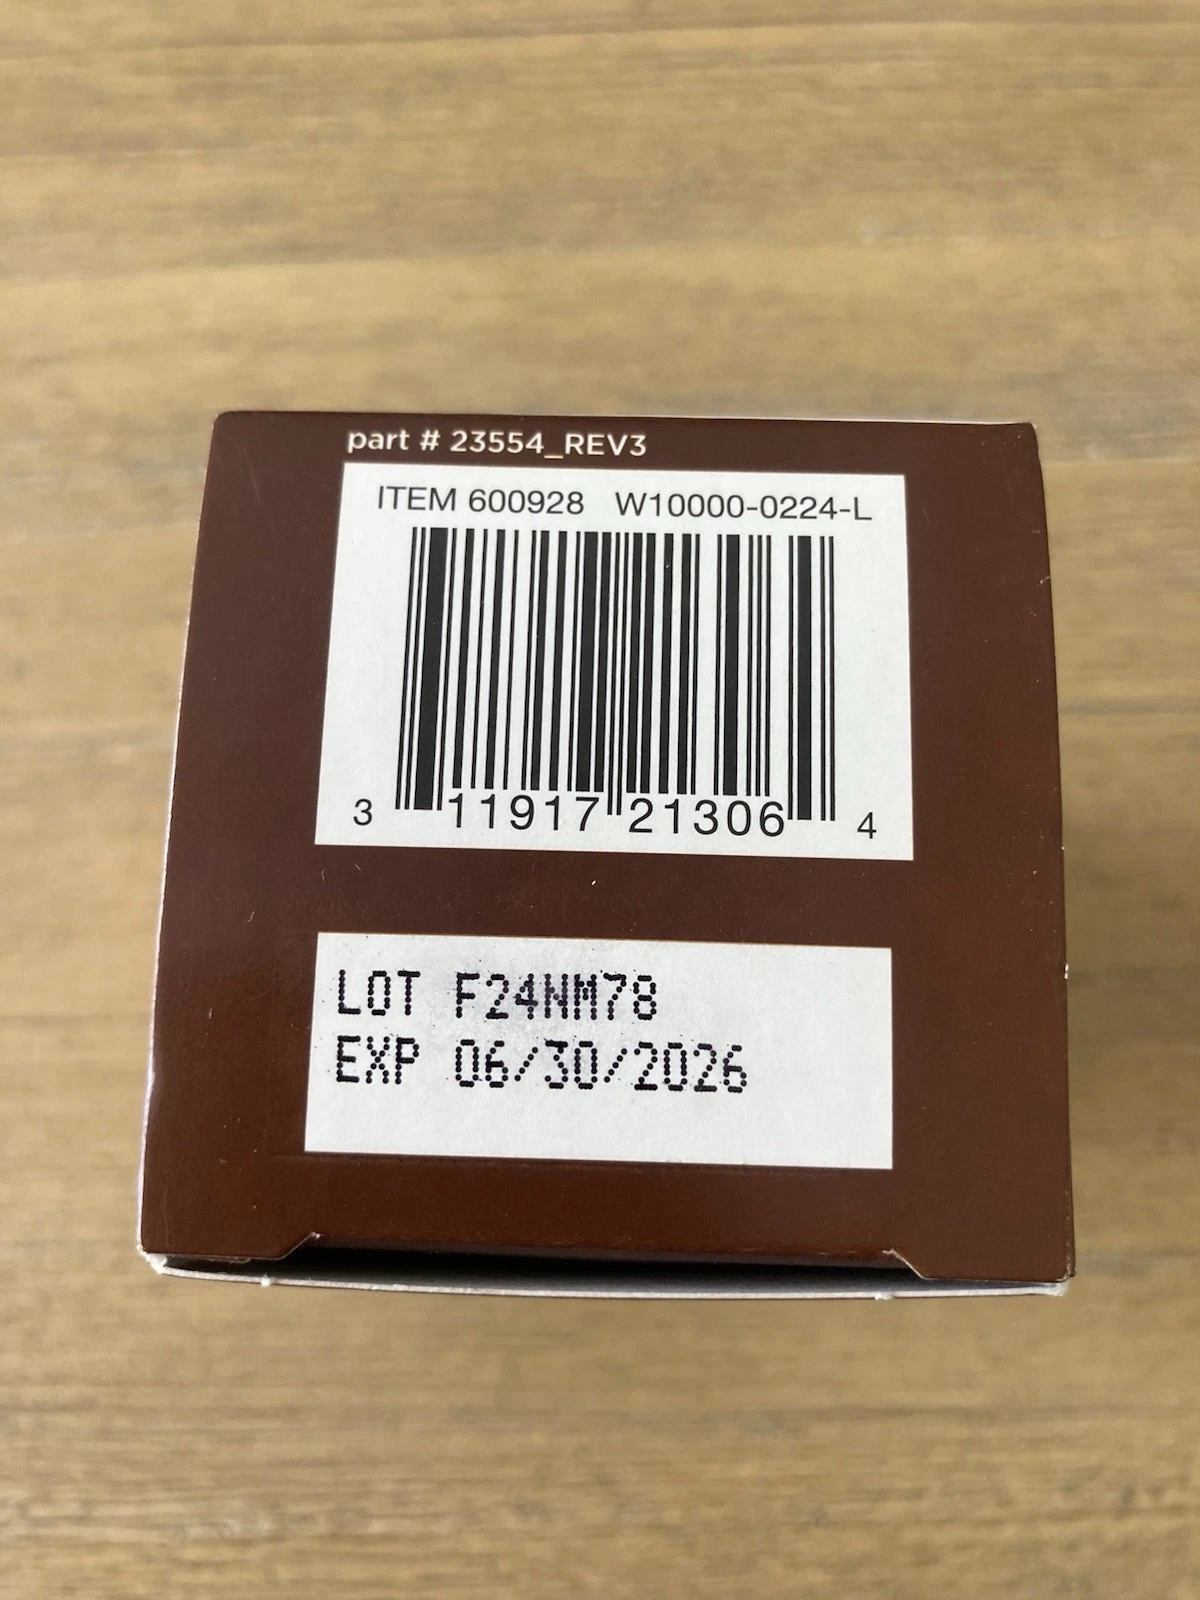 part # 23554_REV3
ITEM 600928 W10000-0224-L
3 11917 21306 4
LOT F24NM78
EXP 06/30/2026